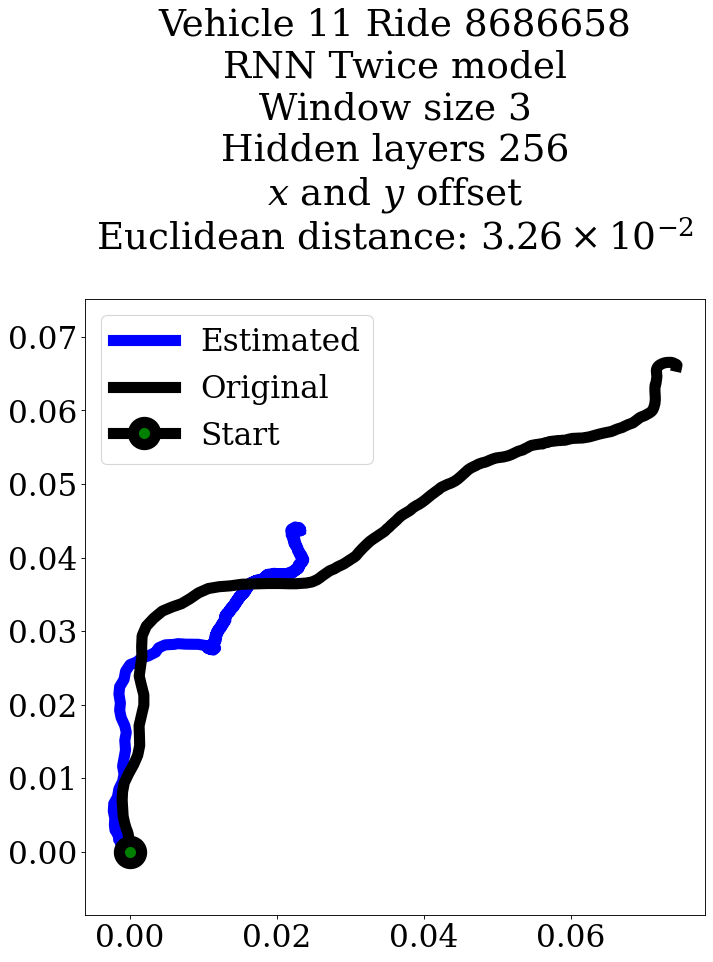 Vehicle 11 Ride 8686658
RNN Twice model
Window size 3
Hidden layers 256
x and y offset
Euclidean distance: 3.26 × 10⁻²
Estimated
Original
Start
0.07
0.06
0.05
0.04
0.03
0.02
0.01
0.00
0.00 0.02 0.04 0.06